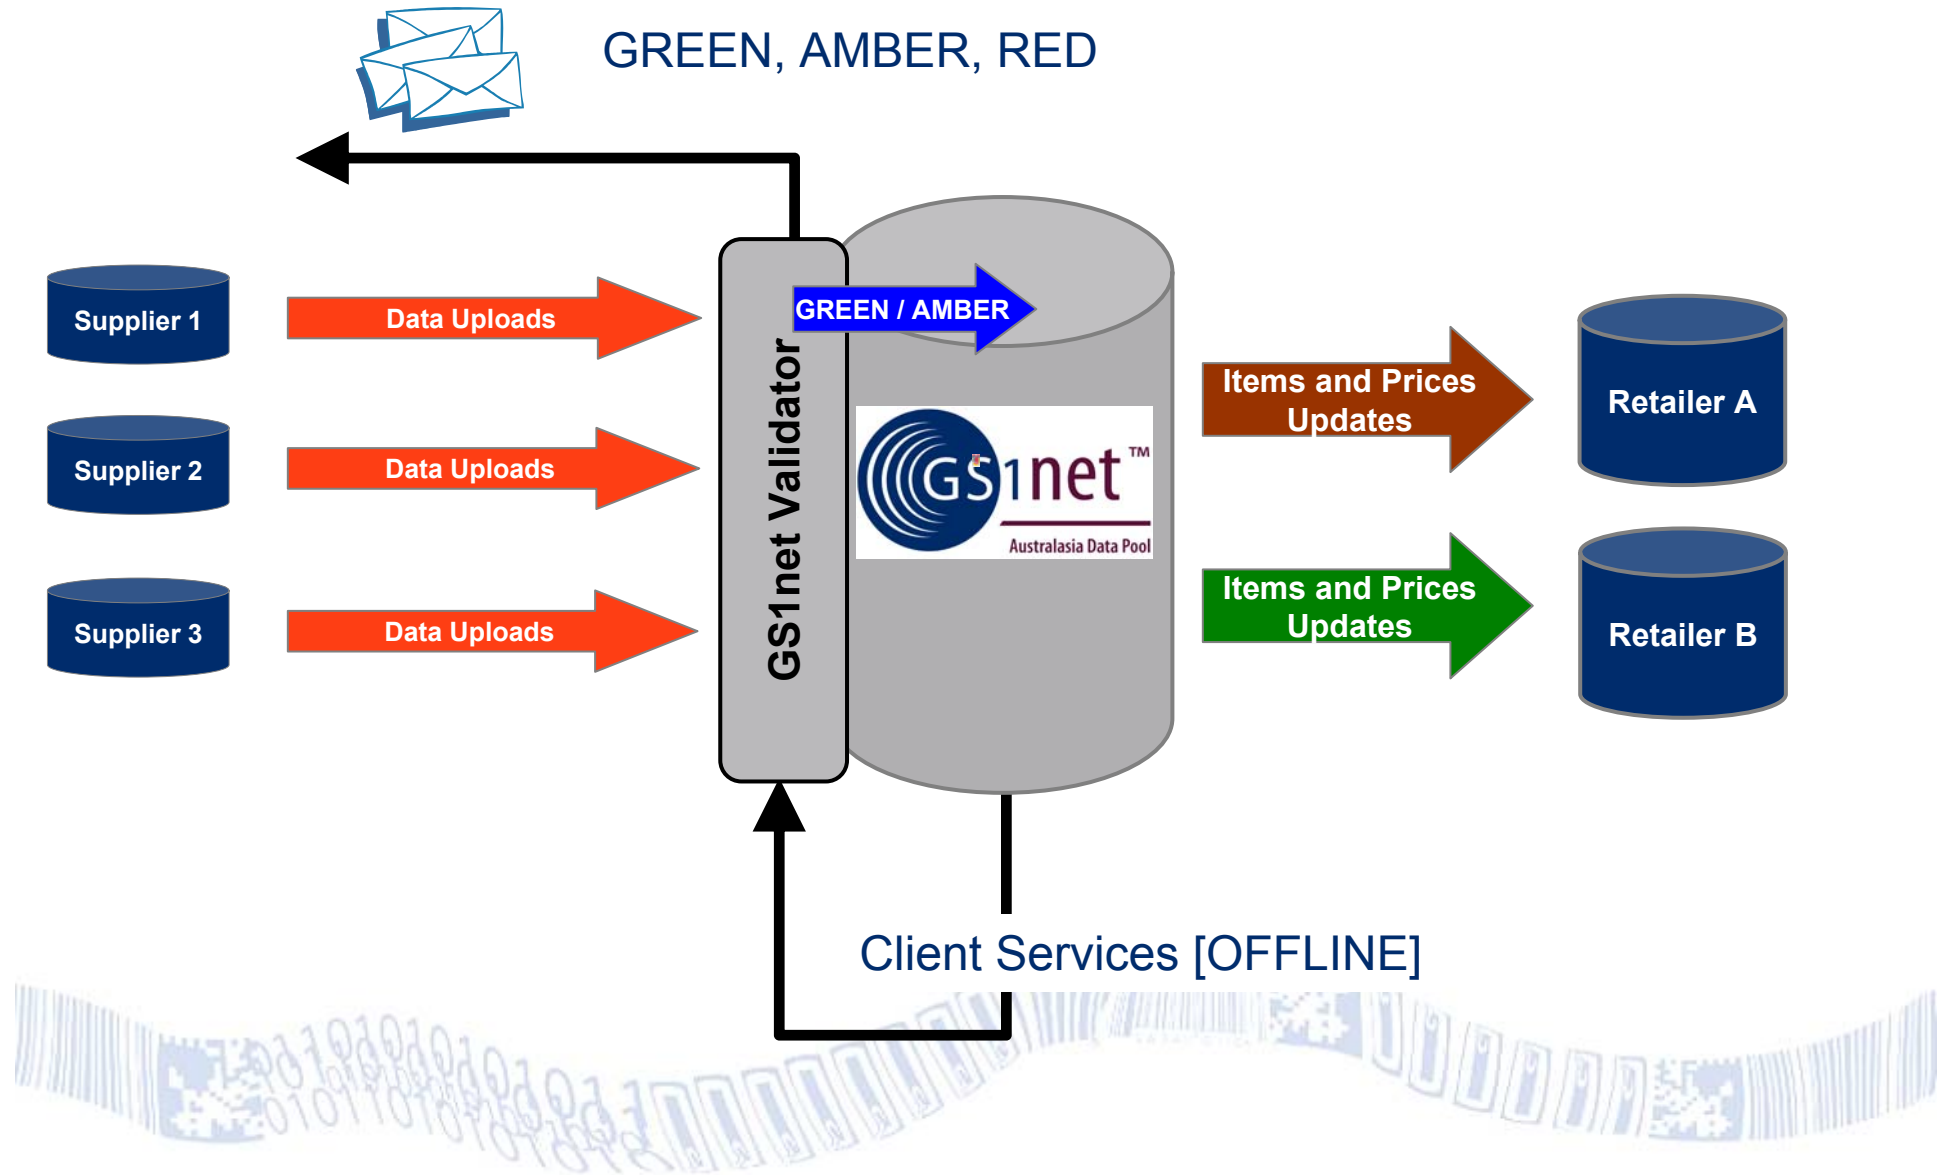 GREEN, AMBER, RED
Supplier 1
Data Uploads
GREEN / AMBER
Supplier 2
Data Uploads
Supplier 3
Data Uploads
GS1net Validator
GS1net™
Australasia Data Pool
Items and Prices
Updates
Retailer A
Items and Prices
Updates
Retailer B
Client Services [OFFLINE]